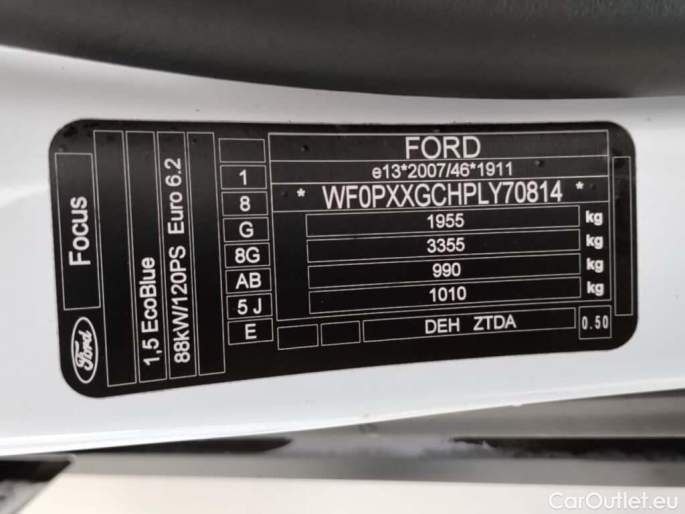 Ford
Focus
1,5 EcoBlue
88kW/120PS Euro 6.2
1
8
G
8G
AB
5 J
E
FORD
e13*2007/46*1911
* WF0PXXGCHPLY70814 *
1955 kg
3355 kg
990 kg
1010 kg
DEH ZTDA
0.50
CarOutlet.eu